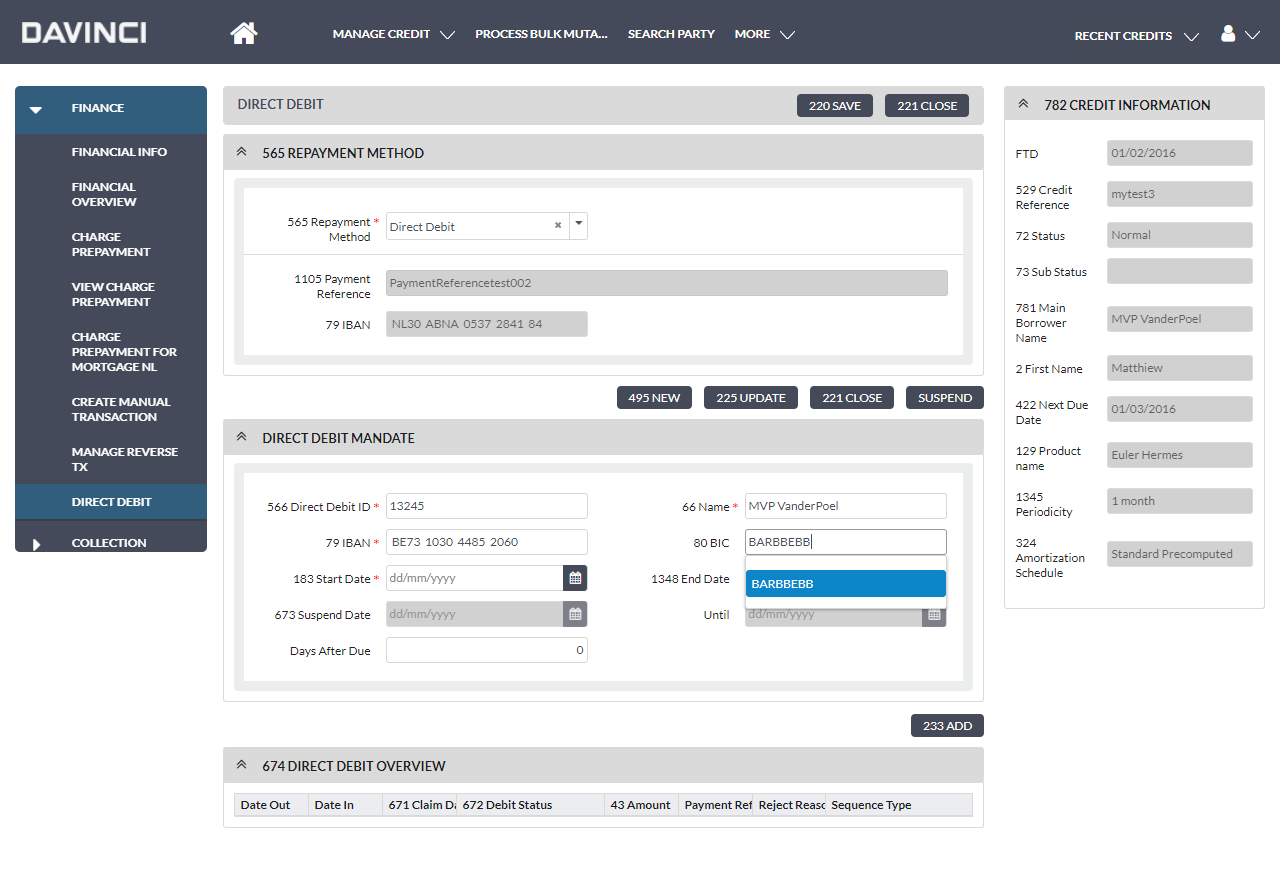 DAVINCI
MANAGE CREDIT
PROCESS BULK MUTA...
SEARCH PARTY
MORE
RECENT CREDITS
FINANCE
FINANCIAL INFO
FINANCIAL
OVERVIEW
CHARGE
PREPAYMENT
VIEW CHARGE
PREPAYMENT
CHARGE
PREPAYMENT FOR
MORTGAGE NL
CREATE MANUAL
TRANSACTION
MANAGE REVERSE
TX
DIRECT DEBIT
COLLECTION
DIRECT DEBIT
220 SAVE
221 CLOSE
565 REPAYMENT METHOD
565 Repayment *
Method
Direct Debit
×
1105 Payment
Reference
PaymentReferencetest002
79 IBAN
NL30 ABNA 0537 2841 84
495 NEW
225 UPDATE
221 CLOSE
SUSPEND
DIRECT DEBIT MANDATE
566 Direct Debit ID *
13245
66 Name *
MVP VanderPoel
79 IBAN *
BE73 1030 4485 2060
80 BIC
BARBBEBB
BARBBEBB
183 Start Date *
dd/mm/yyyy
1348 End Date
673 Suspend Date
dd/mm/yyyy
Until
dd/mm/yyyy
Days After Due
0
233 ADD
674 DIRECT DEBIT OVERVIEW
Date Out
Date In
671 Claim Da
672 Debit Status
43 Amount
Payment Ref
Reject Reaso
Sequence Type
782 CREDIT INFORMATION
FTD
01/02/2016
529 Credit
Reference
mytest3
72 Status
Normal
73 Sub Status
781 Main
Borrower
Name
MVP VanderPoel
2 First Name
Matthiew
422 Next Due
Date
01/03/2016
129 Product
name
Euler Hermes
1345
Periodicity
1 month
324
Amortization
Schedule
Standard Precomputed